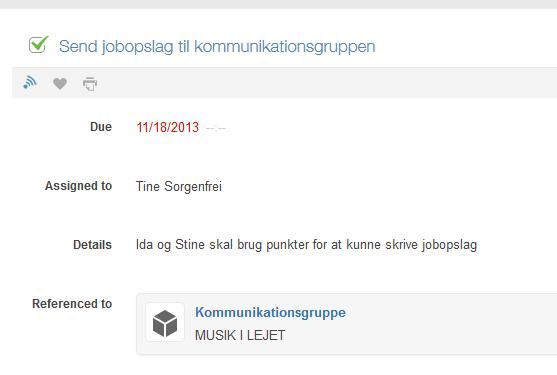 Send jobopslag til kommunikationsgruppen
Due 11/18/2013 --:--
Assigned to Tine Sorgenfrei
Details Ida og Stine skal brug punkter for at kunne skrive jobopslag
Referenced to Kommunikationsgruppe
MUSIK I LEJET